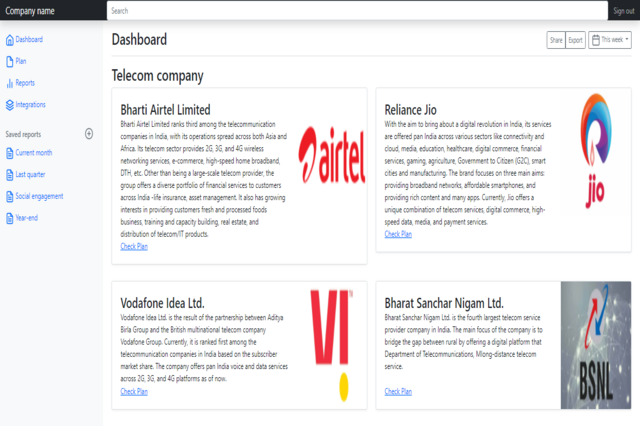 Company name
Search
Sign out
Dashboard
Plan
Reports
Integrations
Saved reports
Current month
Last quarter
Social engagement
Year-end
Dashboard
Share
Export
This week
Telecom company
Bharti Airtel Limited
Bharti Airtel Limited ranks third among the telecommunication
companies in India, with its operations spread across both Asia and
Africa. Its telecom sector provides 2G, 3G, and 4G wireless
networking services, e-commerce, high-speed home broadband,
DTH, etc. Other than being a large-scale telecom provider, the
group offers a diverse portfolio of financial services to customers
across India -life insurance, asset management. It also has growing
interests in providing customers fresh and processed foods
business, training and capacity building, real estate, and
distribution of telecom/IT products.
Check Plan
airtel
Reliance Jio
With the aim to bring about a digital revolution in India, its services
are offered pan India across various sectors like connectivity and
cloud, media, education, healthcare, digital commerce, financial
services, gaming, agriculture, Government to Citizen (G2C), smart
cities and manufacturing. The brand focuses on three main aims:
providing broadband networks, affordable smartphones, and
providing rich content and many apps. Currently, Jio offers a
unique combination of telecom services, digital commerce, high-
speed data, media, and payment services.
Check Plan
jio
Vodafone Idea Ltd.
Vodafone Idea Ltd. is the result of the partnership between Aditya
Birla Group and the British multinational telecom company
Vodafone Group. Currently, it is ranked first among the
telecommunication companies in India based on the subscriber
market share. The company offers pan India voice and data services
across 2G, 3G, and 4G platforms as of now.
Check Plan
VI
Bharat Sanchar Nigam Ltd.
Bharat Sanchar Nigam Ltd. is the fourth largest telecom service
provider company in India. The main focus of the company is to
bridge the gap between rural by offering a digital platform that
Department of Telecommunications, Mlong-distance telecom
service.
Check Plan
BSNL